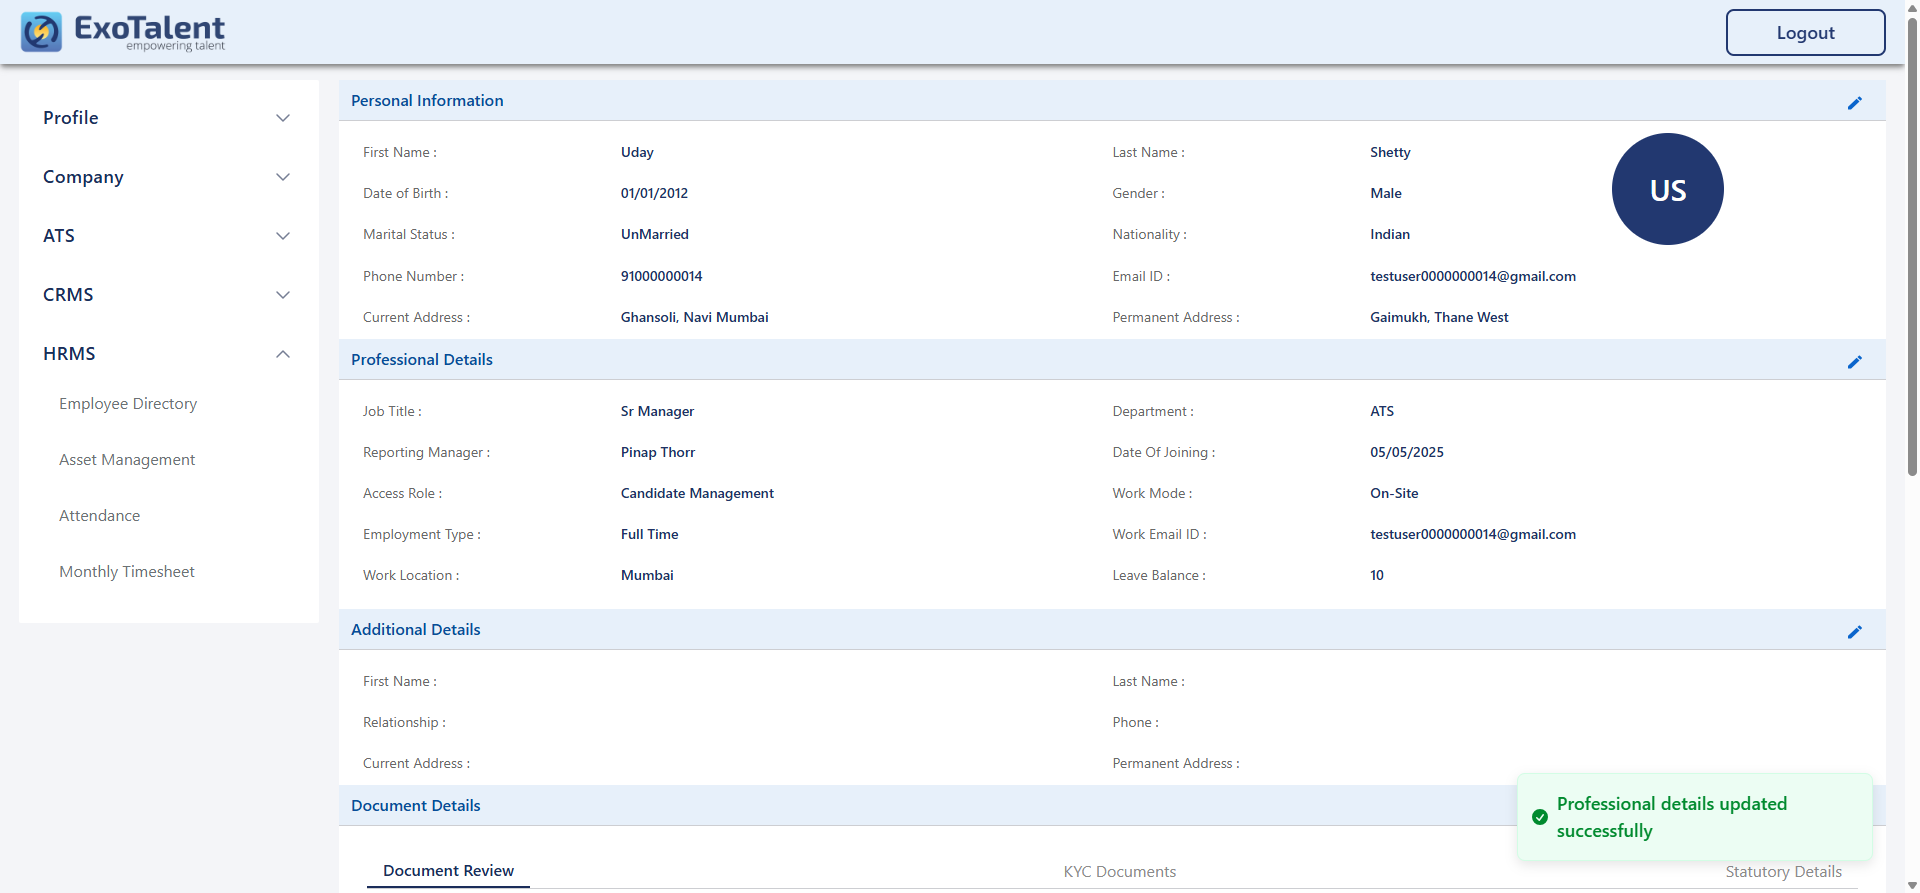 ExoTalent
empowering talent
Logout
Profile
Company
ATS
CRMS
HRMS
Employee Directory
Asset Management
Attendance
Monthly Timesheet
Personal Information
First Name : Uday Last Name : Shetty
Date of Birth : 01/01/2012 Gender : Male
US
Marital Status : UnMarried Nationality : Indian
Phone Number : 91000000014 Email ID : testuser0000000014@gmail.com
Current Address : Ghansoli, Navi Mumbai Permanent Address : Gaimukh, Thane West
Professional Details
Job Title : Sr Manager Department : ATS
Reporting Manager : Pinap Thorr Date Of Joining : 05/05/2025
Access Role : Candidate Management Work Mode : On-Site
Employment Type : Full Time Work Email ID : testuser0000000014@gmail.com
Work Location : Mumbai Leave Balance : 10
Additional Details
First Name : Last Name :
Relationship : Phone :
Current Address : Permanent Address :
Document Details
Professional details updated
successfully
Document Review KYC Documents Statutory Details